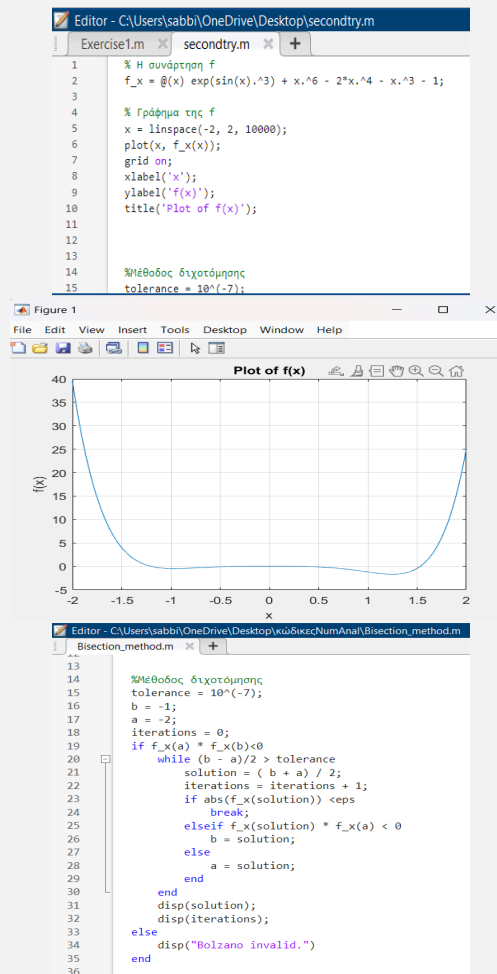 Editor - C:\Users\sabbi\OneDrive\Desktop\secondtry.m
Exercise1.m × secondtry.m × +
1 % Η συνάρτηση f
2 f_x = @(x) exp(sin(x).^3) + x.^6 - 2*x.^4 - x.^3 - 1;
3
4 % Γράφημα της f
5 x = linspace(-2, 2, 10000);
6 plot(x, f_x(x));
7 grid on;
8 xlabel('x');
9 ylabel('f(x)');
10 title('Plot of f(x)');
11
12
13
14 %Μέθοδος διχοτόμησης
15 tolerance = 10^(-7);
Figure 1
File Edit View Insert Tools Desktop Window Help
Plot of f(x)
40
35
30
25
20
15
10
5
0
-5
f(x)
-2 -1.5 -1 -0.5 0 0.5 1 1.5 2
x
Editor - C:\Users\sabbi\OneDrive\Desktop\κώδικεςNumAnal\Bisection_method.m
Bisection_method.m × +
12
13
14 %Μέθοδος διχοτόμησης
15 tolerance = 10^(-7);
16 b = -1;
17 a = -2;
18 iterations = 0;
19 if f_x(a) * f_x(b)<0
20 while (b - a)/2 > tolerance
21 solution = ( b + a) / 2;
22 iterations = iterations + 1;
23 if abs(f_x(solution)) <eps
24 break;
25 elseif f_x(solution) * f_x(a) < 0
26 b = solution;
27 else
28 a = solution;
29 end
30 end
31 disp(solution);
32 disp(iterations);
33 else
34 disp("Bolzano invalid.")
35 end
36